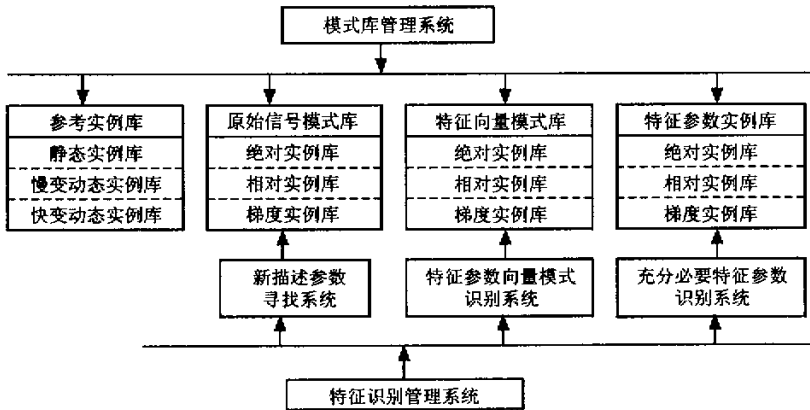 模式库管理系统
参考实例库
静态实例库
慢变动态实例库
快变动态实例库
原始信号模式库
绝对实例库
相对实例库
梯度实例库
特征向量模式库
绝对实例库
相对实例库
梯度实例库
特征参数实例库
绝对实例库
相对实例库
梯度实例库
新描述参数
寻找系统
特征参数向量模式
识别系统
充分必要特征参数
识别系统
特征识别管理系统